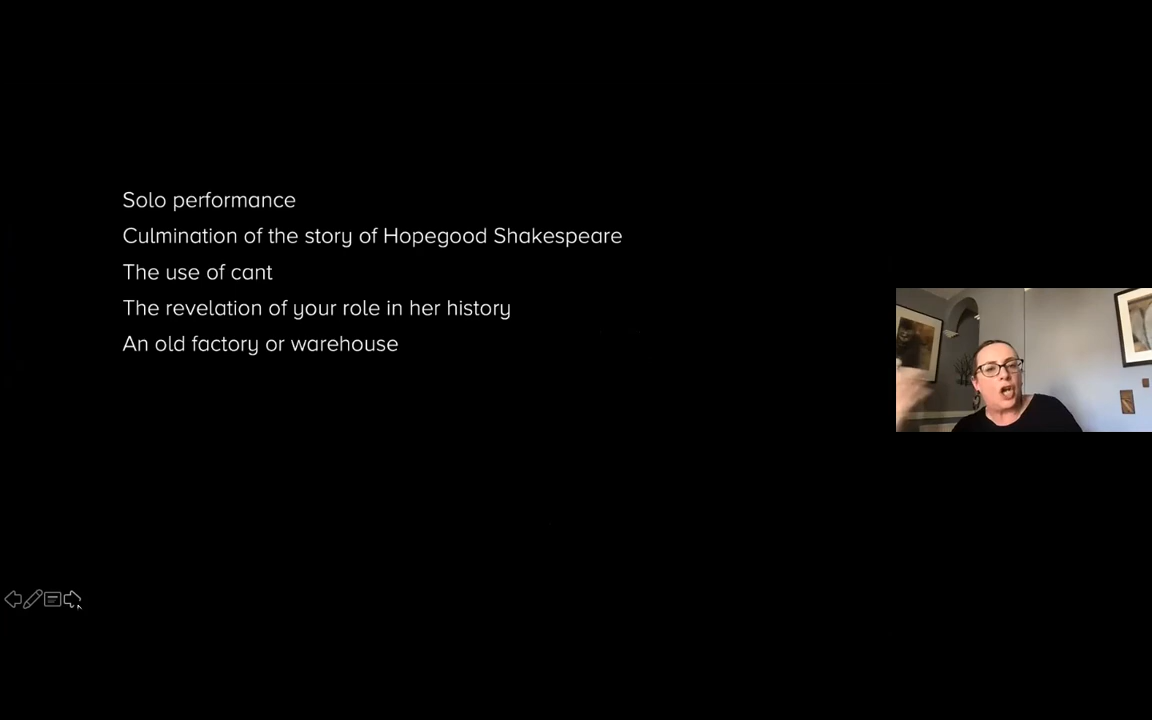 Solo performance
Culmination of the story of Hopegood Shakespeare
The use of cant
The revelation of your role in her history
An old factory or warehouse